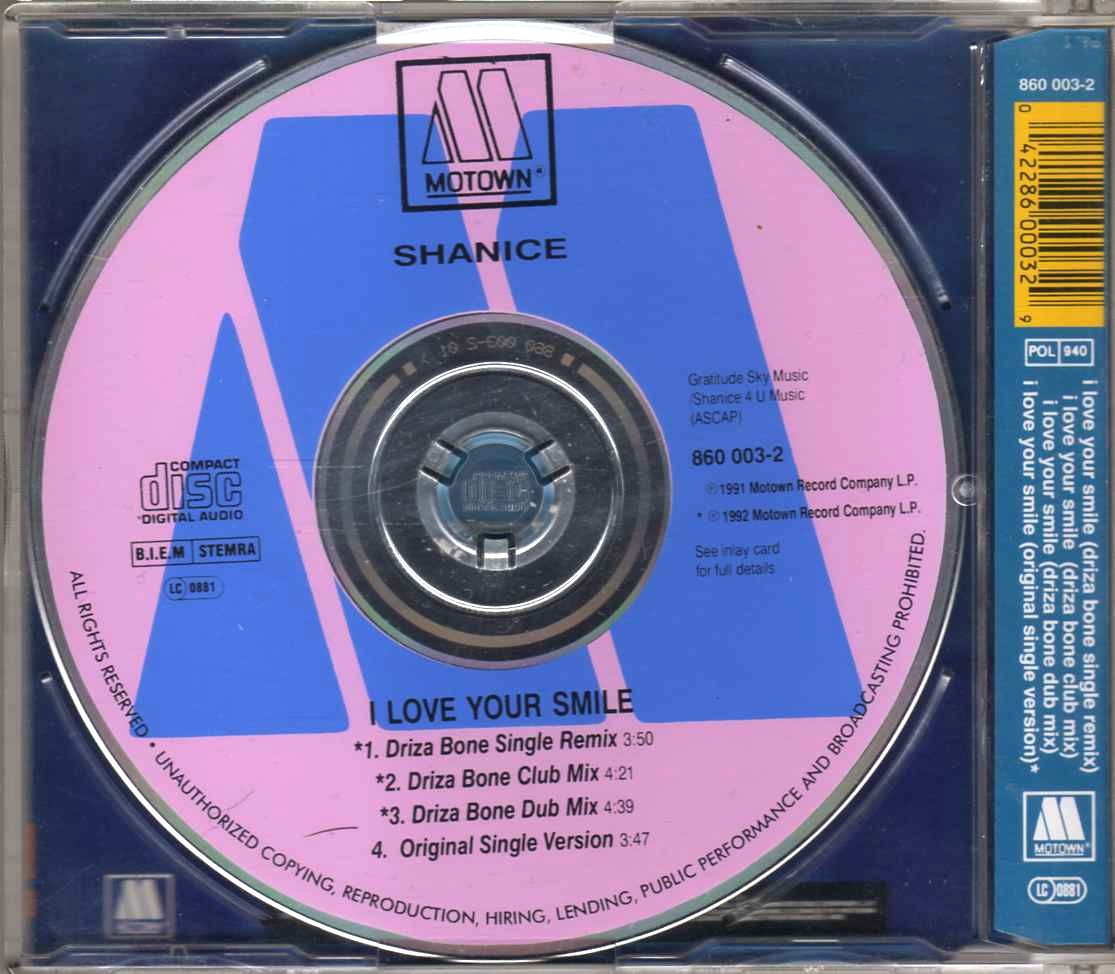 MOTOWN
SHANICE
860 003-2 01
Gratitude Sky Music
/Shanice 4 U Music
(ASCAP)
860 003-2
℗ 1991 Motown Record Company L.P.
* ℗ 1992 Motown Record Company L.P.
See inlay card
for full details
COMPACT
disc
DIGITAL AUDIO
B.I.E.M STEMRA
LC 0881
I LOVE YOUR SMILE
*1. Driza Bone Single Remix 3:50
*2. Driza Bone Club Mix 4:21
*3. Driza Bone Dub Mix 4:39
4. Original Single Version 3:47
ALL RIGHTS RESERVED • UNAUTHORIZED COPYING, REPRODUCTION, HIRING, LENDING, PUBLIC PERFORMANCE AND BROADCASTING PROHIBITED.
860 003-2
0 42286 00032 9
POL 940
i love your smile (driza bone single remix)
i love your smile (driza bone club mix)
i love your smile (driza bone dub mix)
i love your smile (original single version)*
MOTOWN
LC 0881